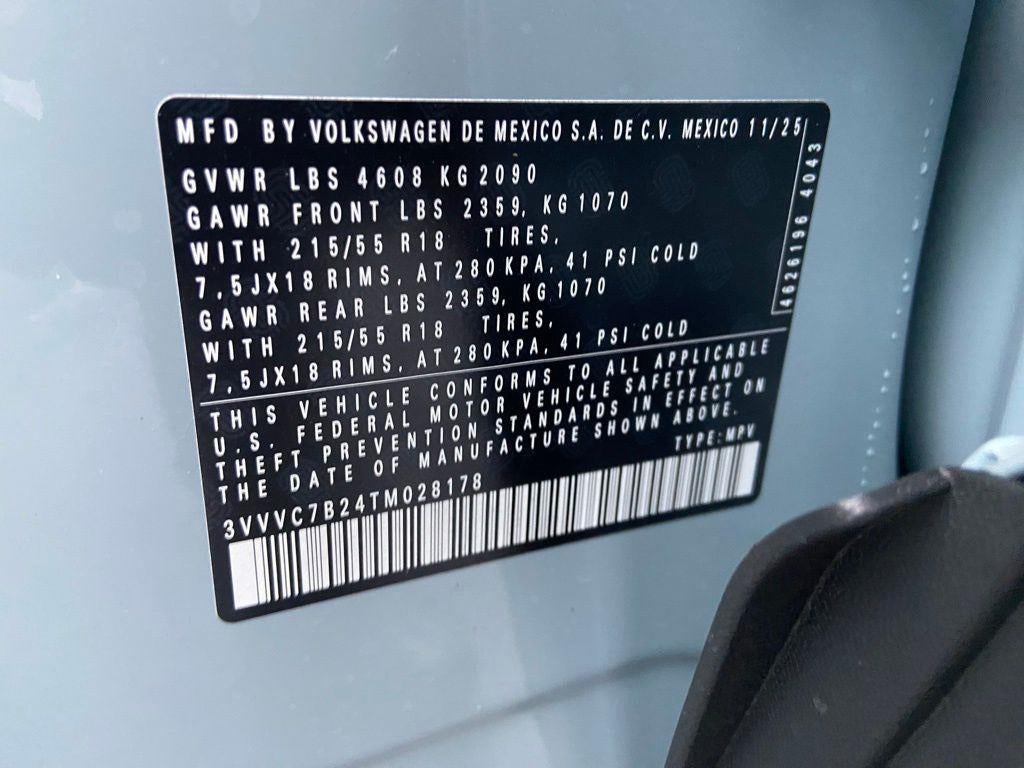 MFD BY VOLKSWAGEN DE MEXICO S.A. DE C.V. MEXICO 11/25
GVWR LBS 4608 KG 2090
GAWR FRONT LBS 2359, KG 1070
WITH 215/55 R18 TIRES,
7,5JX18 RIMS, AT 280 KPA, 41 PSI COLD
GAWR REAR LBS 2359, KG 1070
WITH 215/55 R18 TIRES,
7,5JX18 RIMS, AT 280 KPA, 41 PSI COLD
4626196 4043
THIS VEHICLE CONFORMS TO ALL APPLICABLE
U.S. FEDERAL MOTOR VEHICLE SAFETY AND
THEFT PREVENTION STANDARDS IN EFFECT ON
THE DATE OF MANUFACTURE SHOWN ABOVE.
TYPE: MPV
3VVVC7B24TM028178